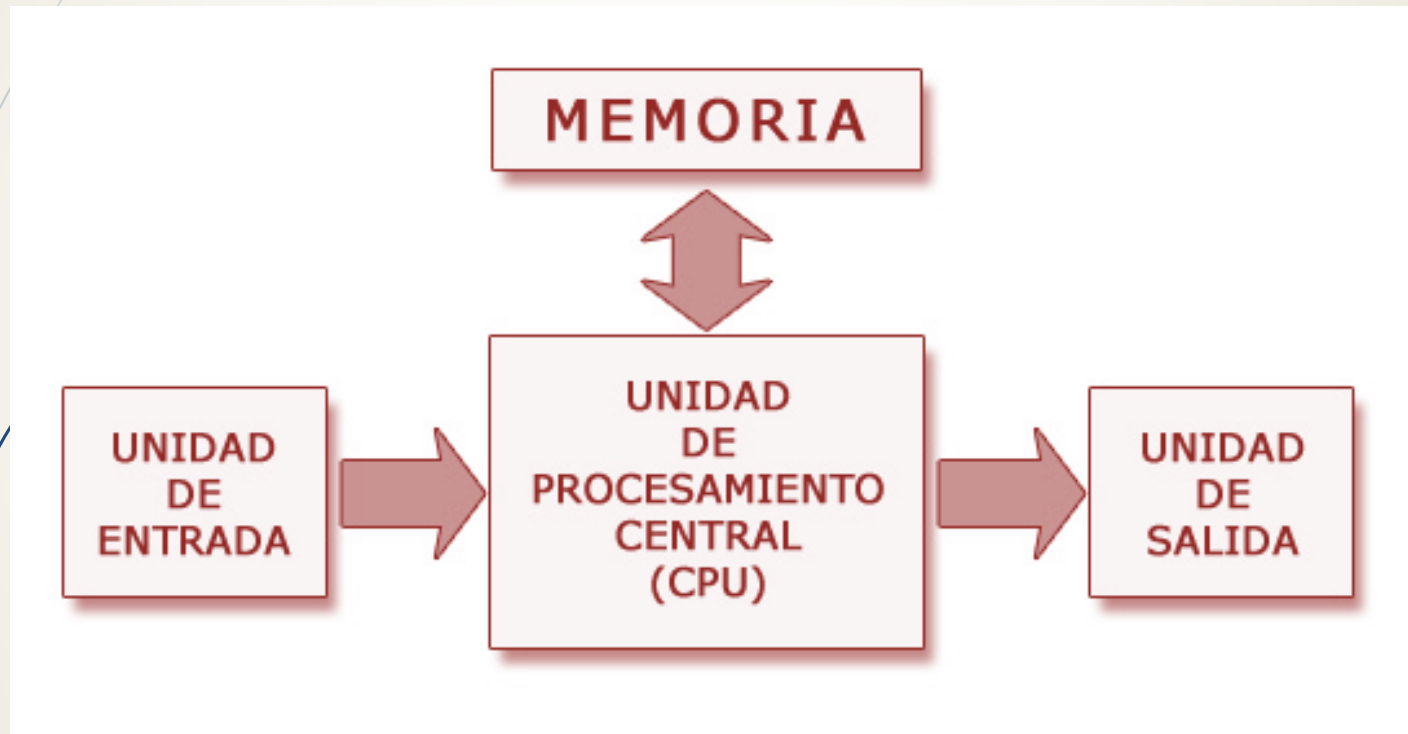 MEMORIA
UNIDAD
DE
ENTRADA
UNIDAD
DE
PROCESAMIENTO
CENTRAL
(CPU)
UNIDAD
DE
SALIDA